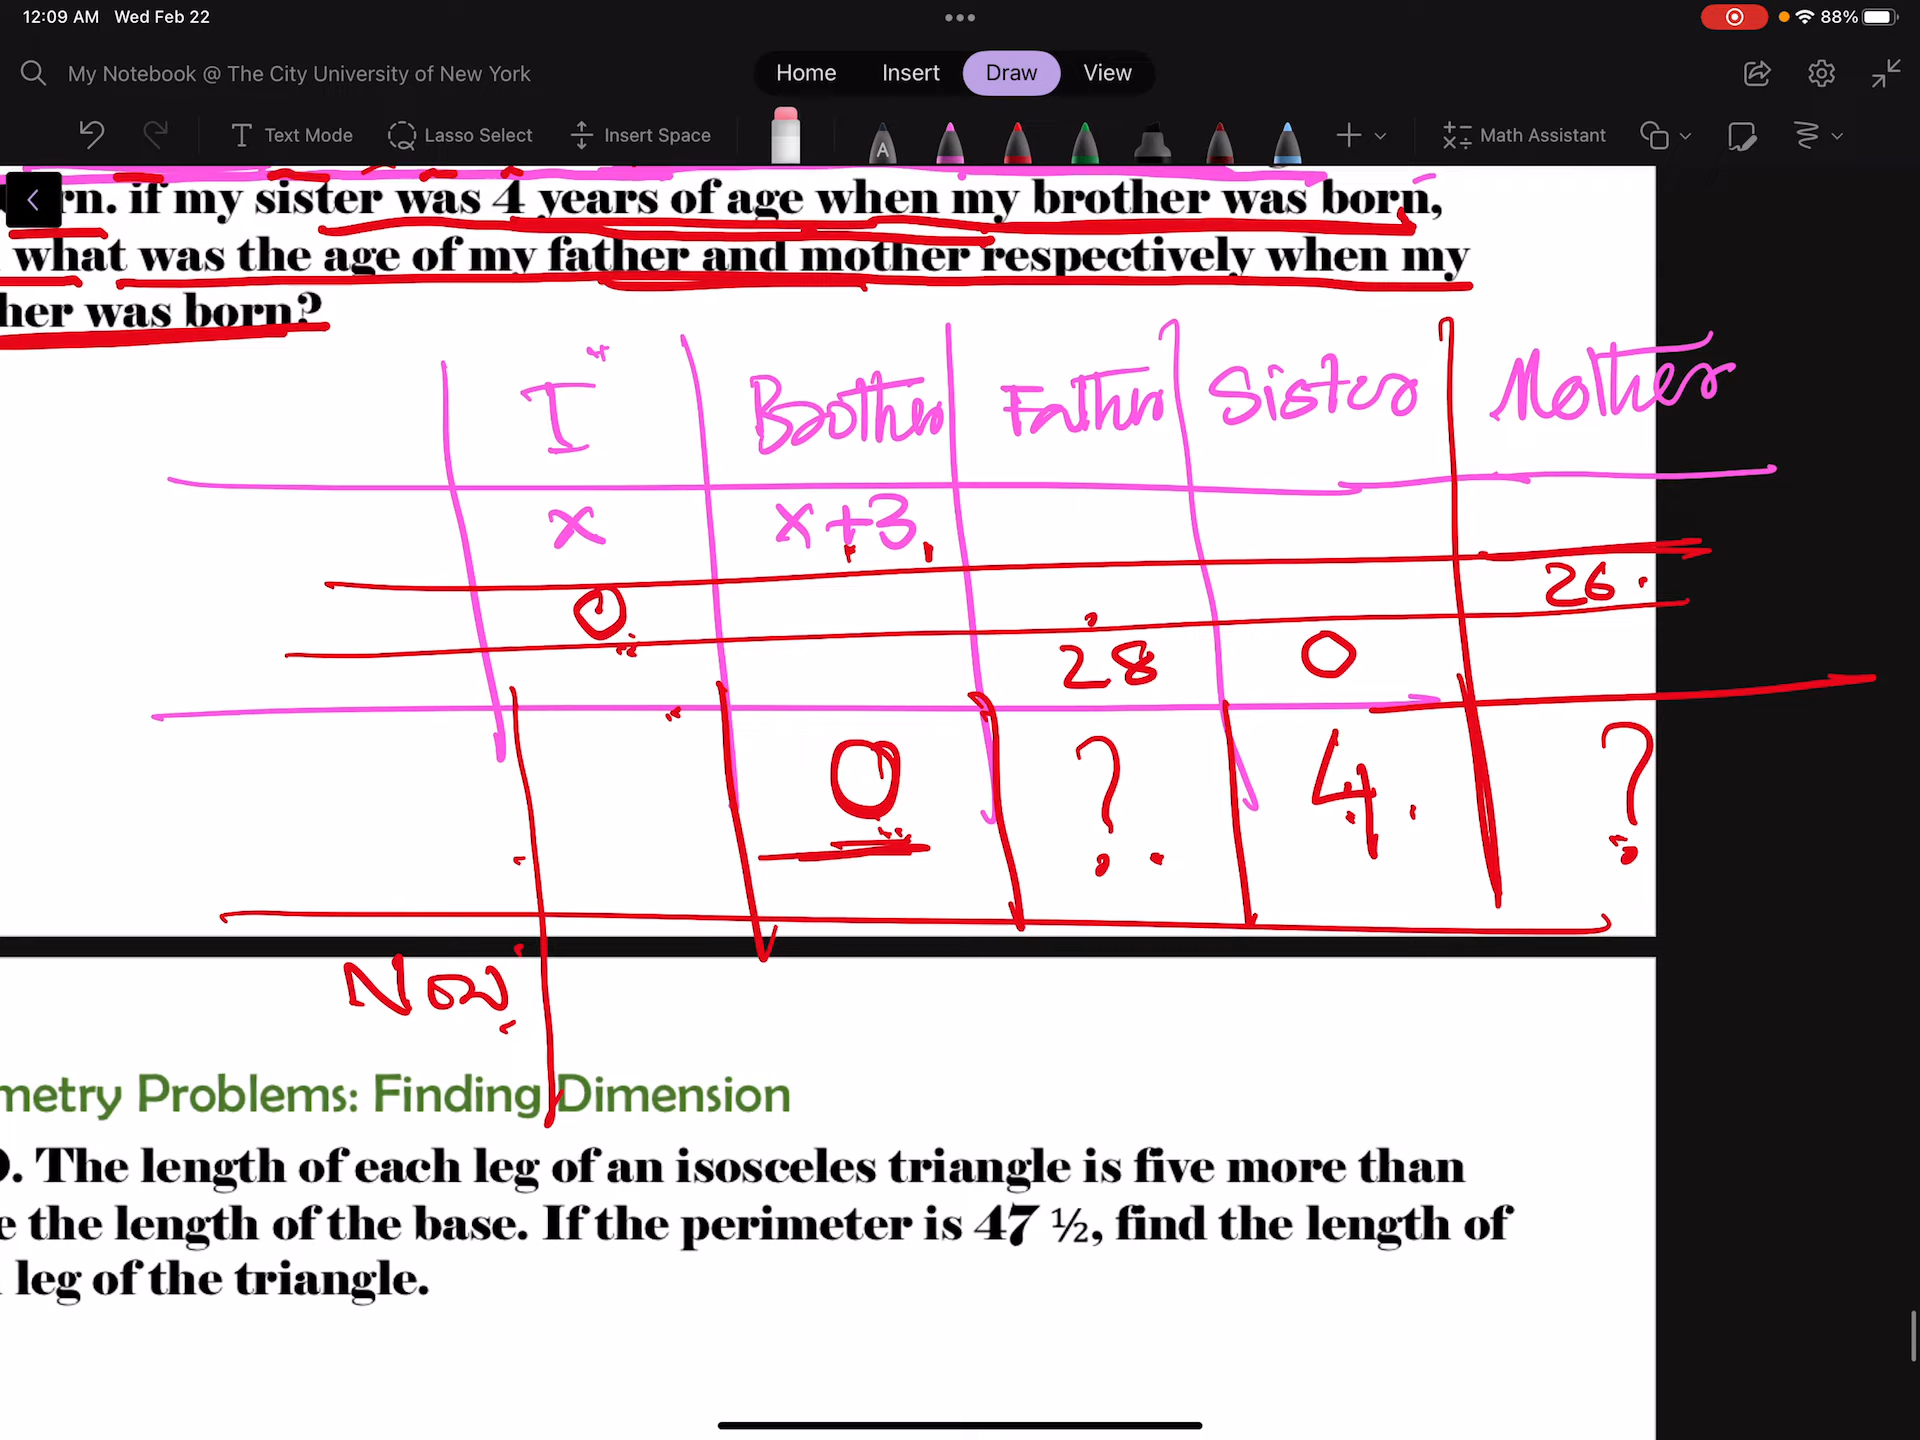 12:09 AM Wed Feb 22
88%
My Notebook @ The City University of New York
Home Insert Draw View
Text Mode Lasso Select Insert Space Math Assistant
rn. if my sister was 4 years of age when my brother was born,
what was the age of my father and mother respectively when my
her was born?
I Brother Father Sister Mother
x x+3
0 26
28 0
0 ? 4 ?
Now
metry Problems: Finding Dimension
. The length of each leg of an isosceles triangle is five more than
e the length of the base. If the perimeter is 47 ½, find the length of
leg of the triangle.